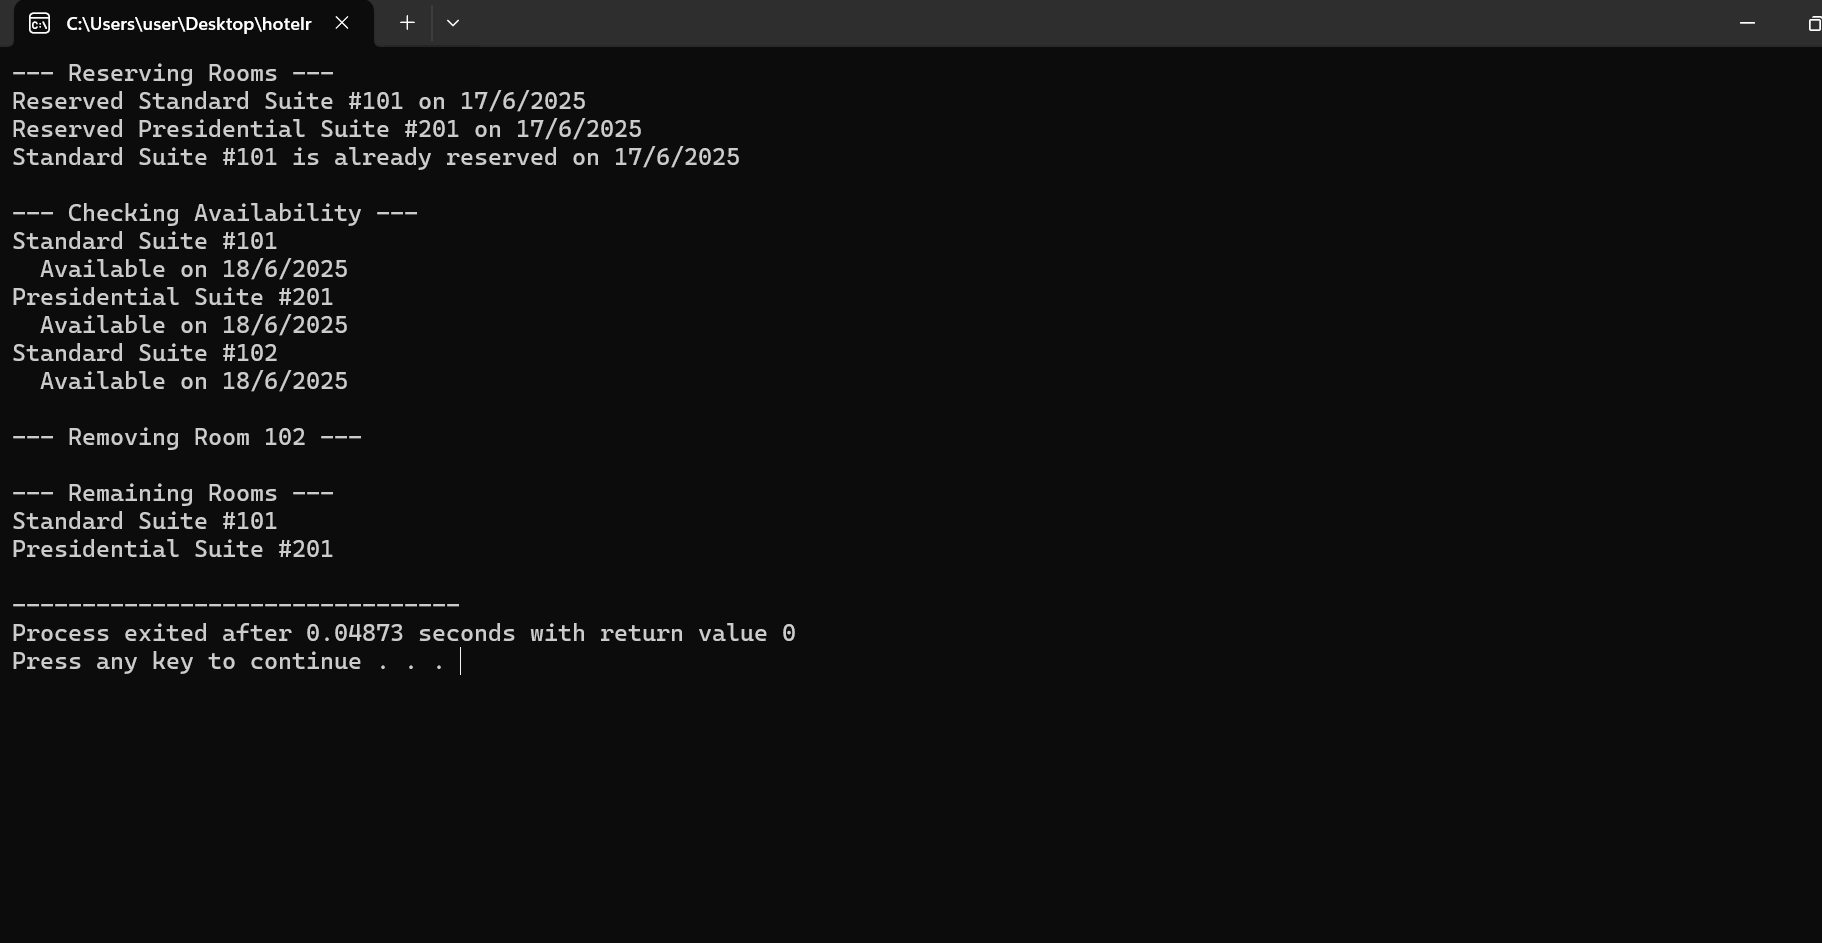 C:\Users\user\Desktop\hotelr
--- Reserving Rooms ---
Reserved Standard Suite #101 on 17/6/2025
Reserved Presidential Suite #201 on 17/6/2025
Standard Suite #101 is already reserved on 17/6/2025

--- Checking Availability ---
Standard Suite #101
  Available on 18/6/2025
Presidential Suite #201
  Available on 18/6/2025
Standard Suite #102
  Available on 18/6/2025

--- Removing Room 102 ---

--- Remaining Rooms ---
Standard Suite #101
Presidential Suite #201

--------------------------------
Process exited after 0.04873 seconds with return value 0
Press any key to continue . . .